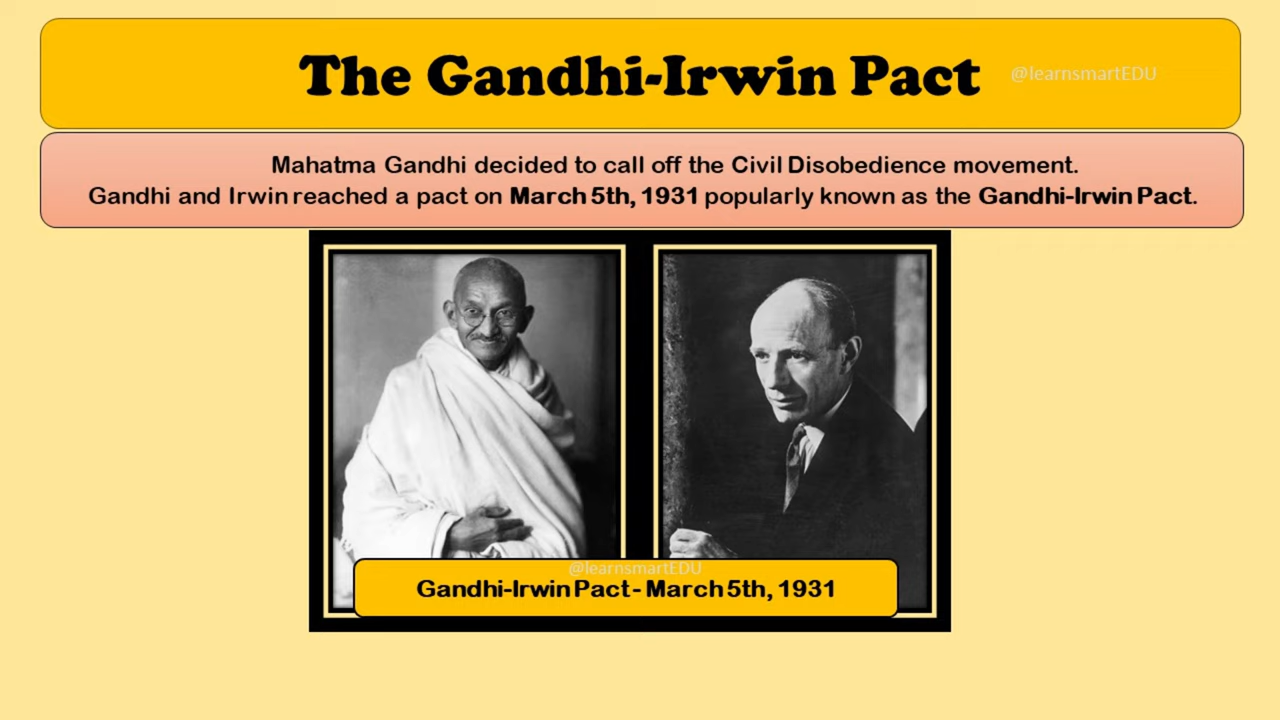 The Gandhi-Irwin Pact
@learnsmartEDU
Mahatma Gandhi decided to call off the Civil Disobedience movement.
Gandhi and Irwin reached a pact on March 5th, 1931 popularly known as the Gandhi-Irwin Pact.
@learnsmartEDU
Gandhi-Irwin Pact - March 5th, 1931